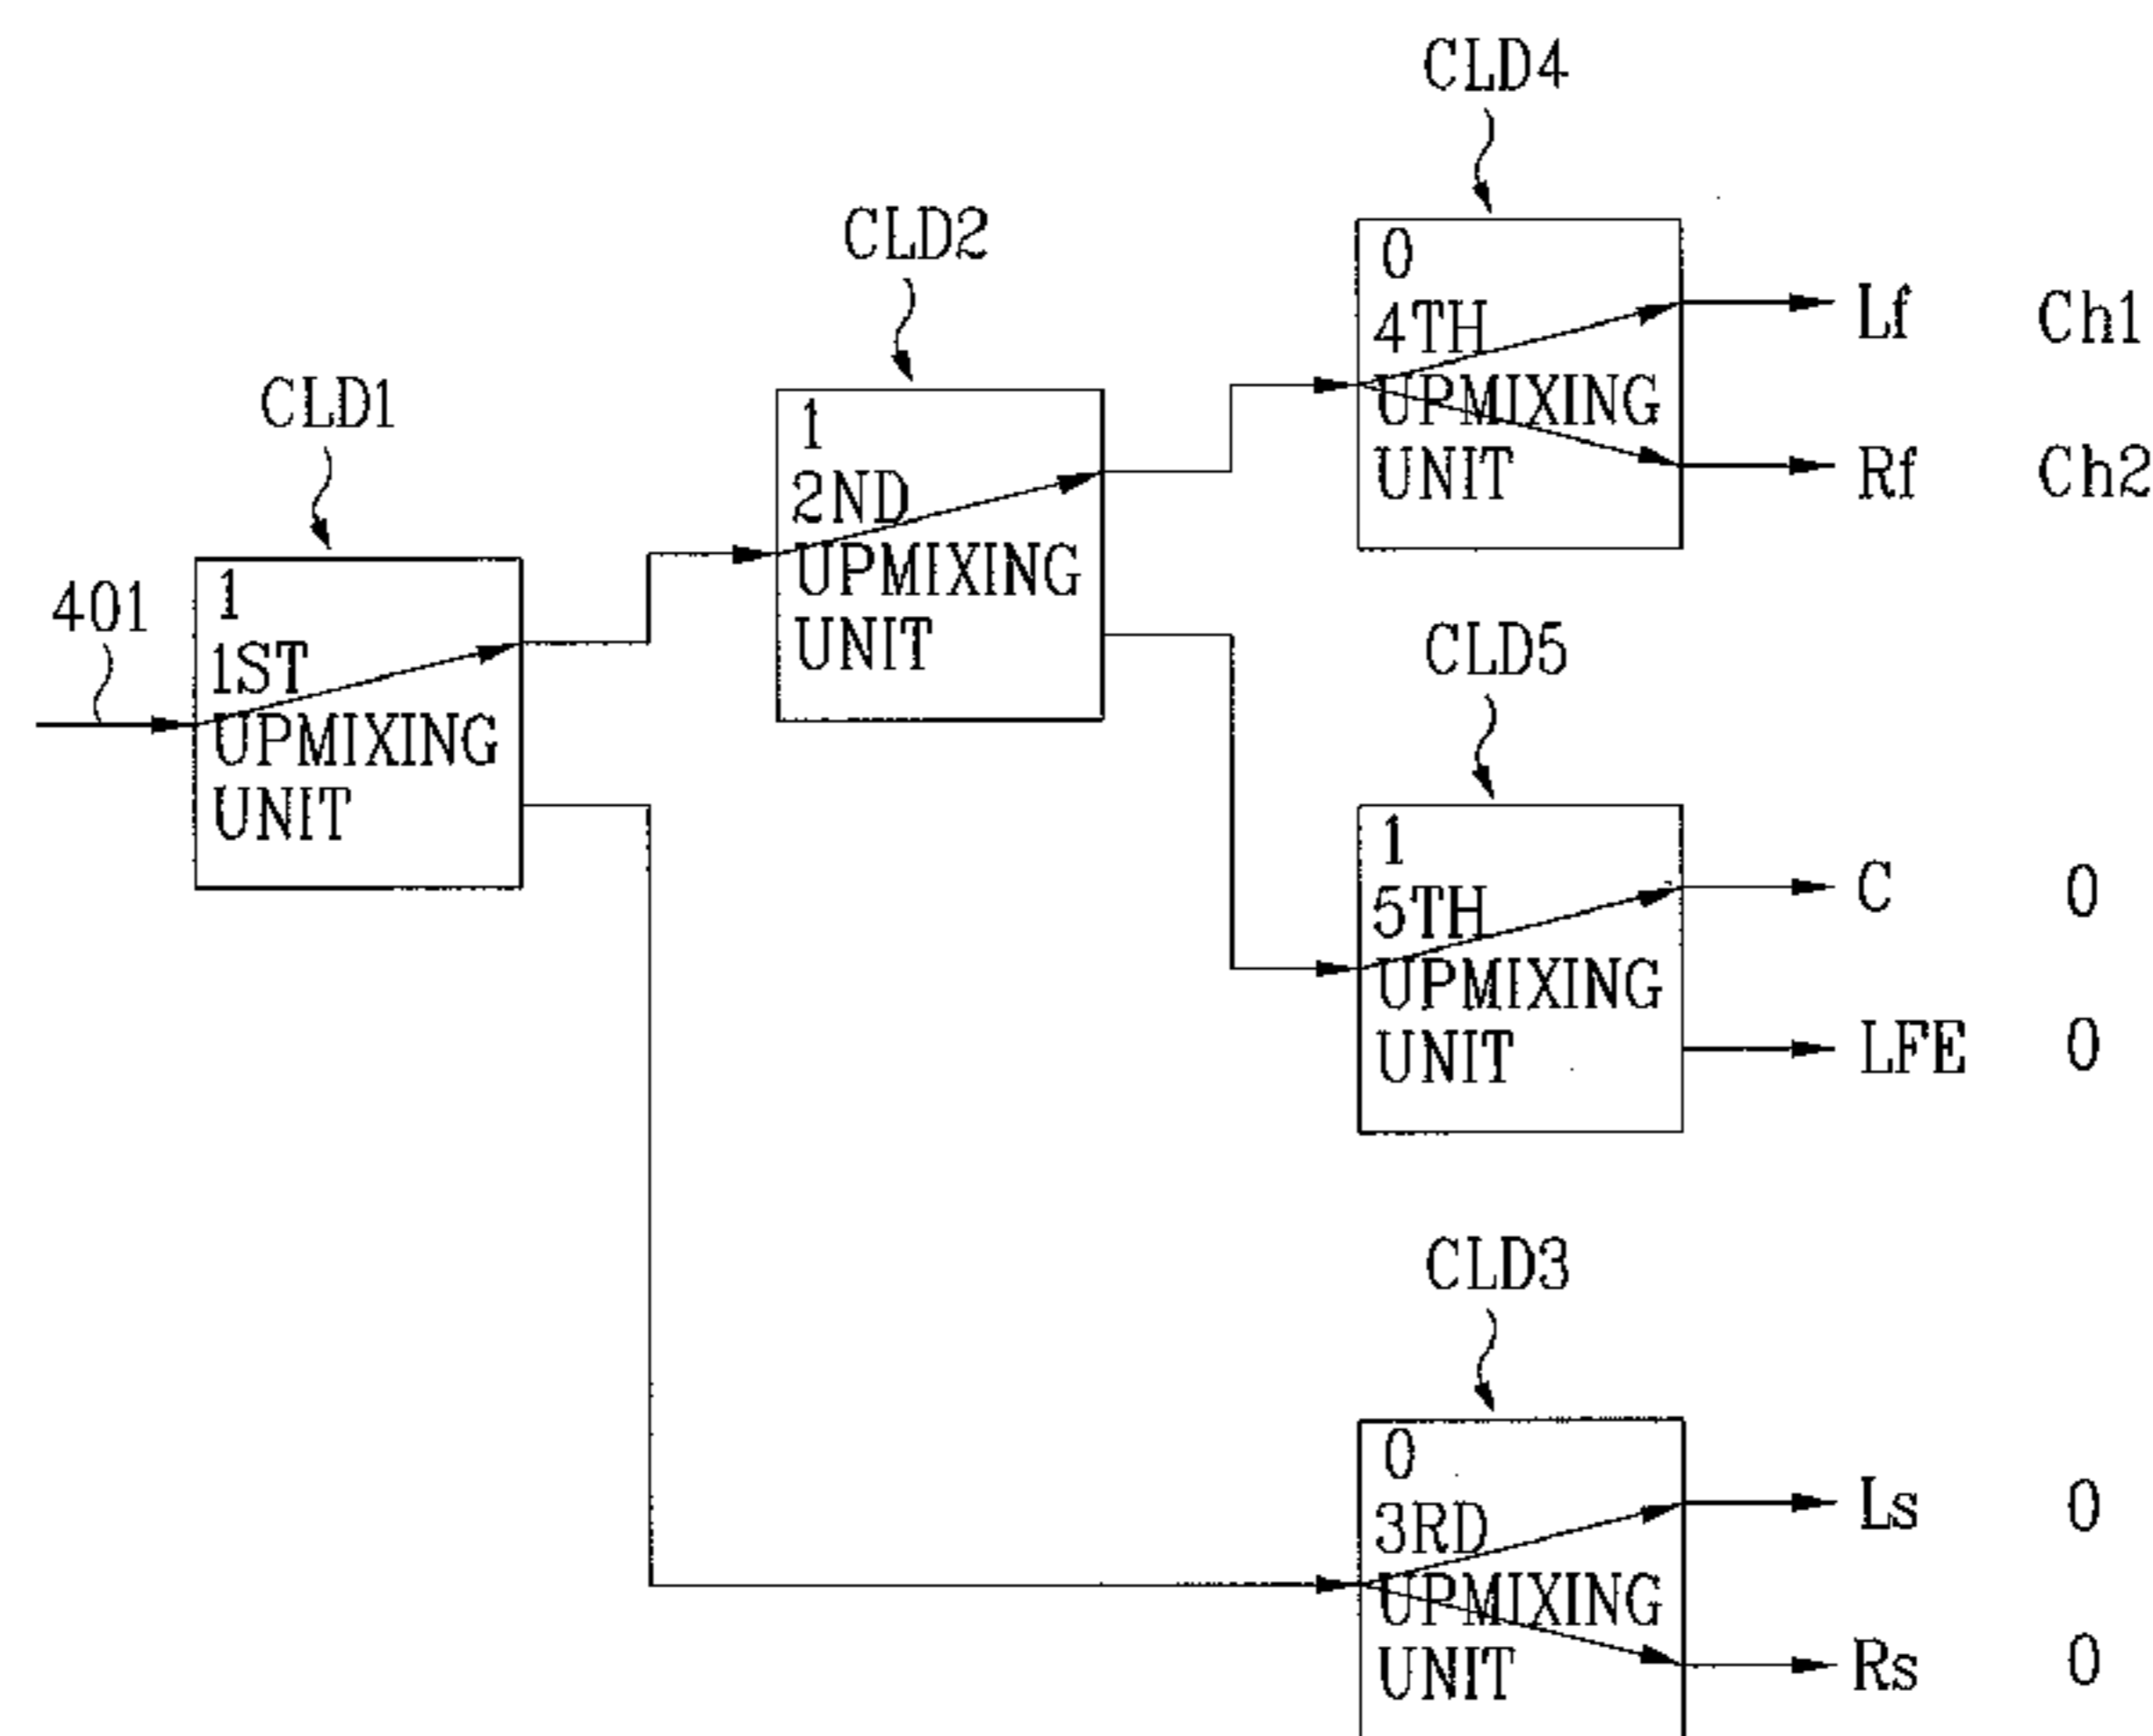 CLD4
CLD2
0
4TH
UPMIXING
UNIT
Lf Ch1
Rf Ch2
CLD1
1
2ND
UPMIXING
UNIT
401
1
1ST
UPMIXING
UNIT
CLD5
1
5TH
UPMIXING
UNIT
C 0
LFE 0
CLD3
0
3RD
UPMIXING
UNIT
Ls 0
Rs 0